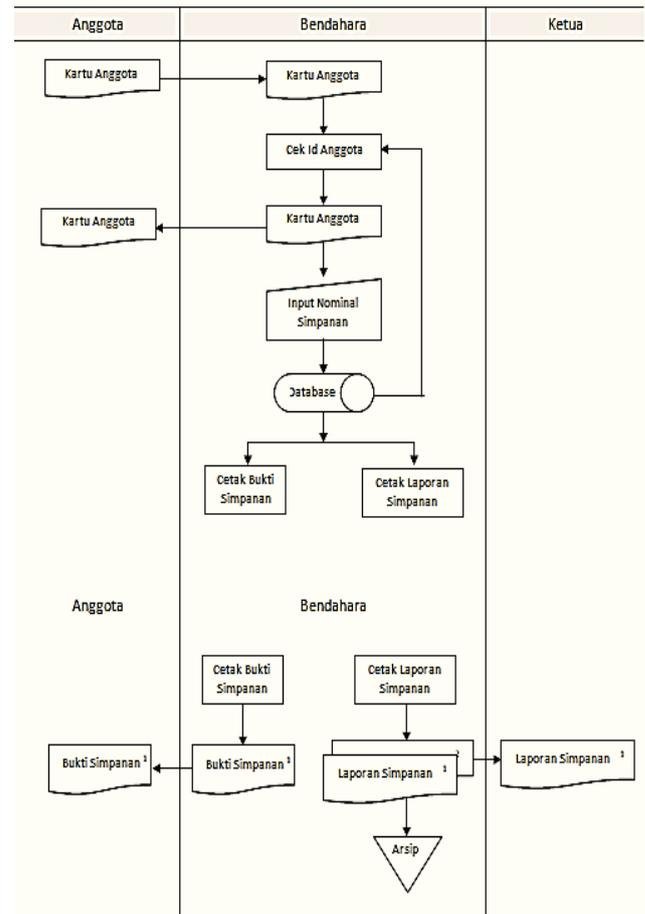 Anggota Bendahara Ketua
Kartu Anggota Kartu Anggota
Cek Id Anggota
Kartu Anggota Kartu Anggota
Input Nominal
Simpanan
Database
Cetak Bukti
Simpanan
Cetak Laporan
Simpanan
Anggota Bendahara
Cetak Bukti
Simpanan
Cetak Laporan
Simpanan
Bukti Simpanan 1
Bukti Simpanan 1
Laporan Simpanan 1
Laporan Simpanan 1
Arsip